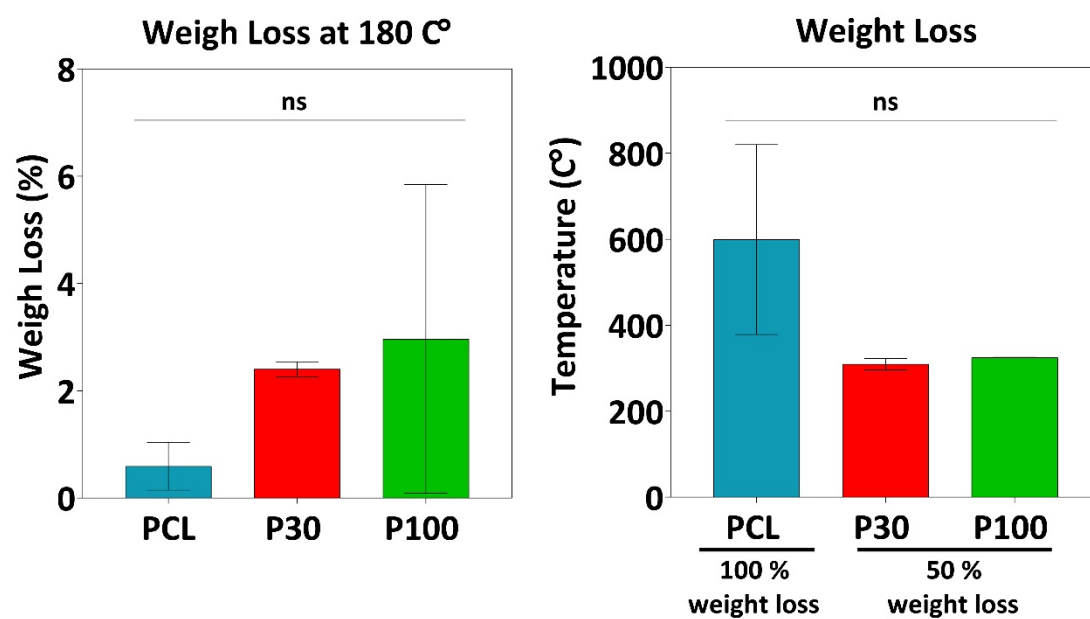 Weigh Loss at 180 C°
8
6
4
2
0
Weigh Loss (%)
ns
PCL P30 P100
Weight Loss
1000
800
600
400
200
0
Temperature (C°)
ns
PCL P30 P100
100 % 50 %
weight loss weight loss